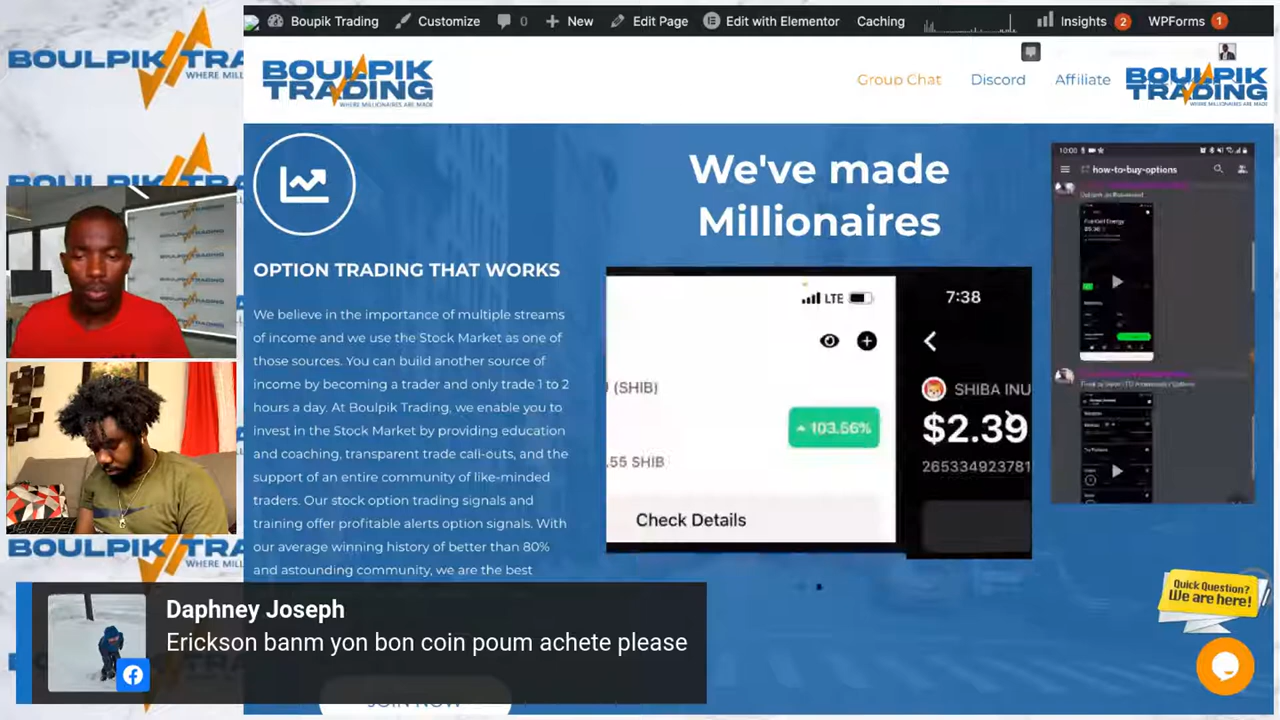 Boupik Trading
Customize
0
New
Edit Page
Edit with Elementor
Caching
Insights 2
WPForms 1
BOULPIK TRADING
WHERE MILLIONAIRES ARE MADE
Group Chat
Discord
Affiliate
BOULPIK TRADING
WHERE MILLIONAIRES ARE MADE
OPTION TRADING THAT WORKS
We believe in the importance of multiple streams
of income and we use the Stock Market as one of
those sources. You can build another source of
income by becoming a trader and only trade 1 to 2
hours a day. At Boulpik Trading, we enable you to
invest in the Stock Market by providing education
and coaching, transparent trade call-outs, and the
support of an entire community of like-minded
traders. Our stock option trading signals and
training offer profitable alerts option signals. With
our average winning history of better than 80%
and astounding community, we are the best
JOIN NOW
We've made
Millionaires
LTE
(SHIB)
103.56%
.55 SHIB
Check Details
7:38
SHIBA INU
$2.39
265334923781
10:00
how-to-buy-options
Quick Question?
We are here!
Daphney Joseph
Erickson banm yon bon coin poum achete please